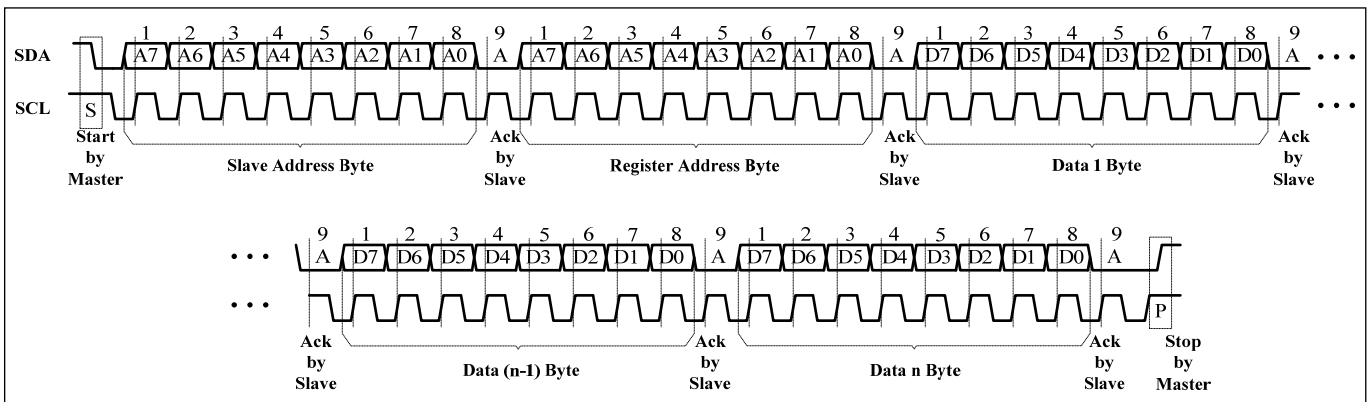 1 2 3 4 5 6 7 8 9 1 2 3 4 5 6 7 8 9 1 2 3 4 5 6 7 8 9
SDA A7 A6 A5 A4 A3 A2 A1 A0 A A7 A6 A5 A4 A3 A2 A1 A0 A D7 D6 D5 D4 D3 D2 D1 D0 A • • •
SCL S • • •
Start by Master
Slave Address Byte
Ack by Slave
Register Address Byte
Ack by Slave
Data 1 Byte
Ack by Slave
9 1 2 3 4 5 6 7 8 9 1 2 3 4 5 6 7 8 9
• • • A D7 D6 D5 D4 D3 D2 D1 D0 A D7 D6 D5 D4 D3 D2 D1 D0 A
• • • P
Ack by Slave
Data (n-1) Byte
Ack by Slave
Data n Byte
Ack by Slave
Stop by Master